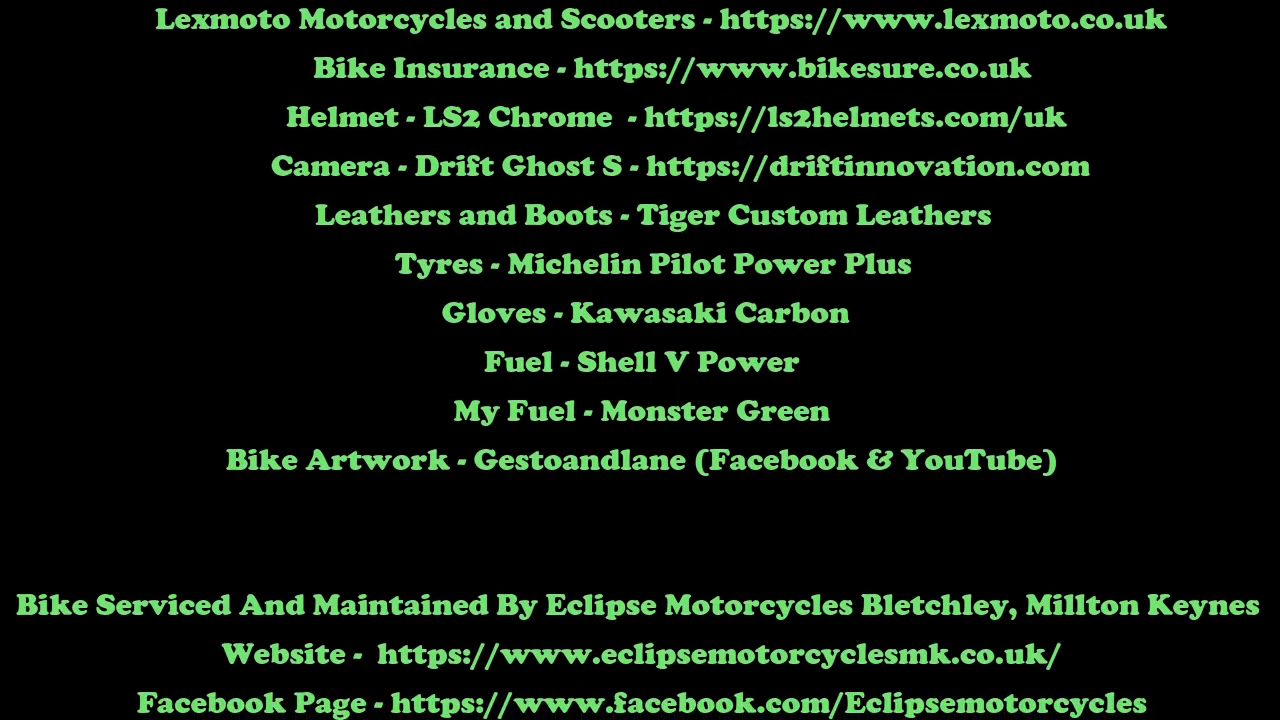 Lexmoto Motorcycles and Scooters - https://www.lexmoto.co.uk
Bike Insurance - https://www.bikesure.co.uk
Helmet - LS2 Chrome  - https://ls2helmets.com/uk
Camera - Drift Ghost S - https://driftinnovation.com
Leathers and Boots - Tiger Custom Leathers
Tyres - Michelin Pilot Power Plus
Gloves - Kawasaki Carbon
Fuel - Shell V Power
My Fuel - Monster Green
Bike Artwork - Gestoandlane (Facebook & YouTube)
Bike Serviced And Maintained By Eclipse Motorcycles Bletchley, Millton Keynes
Website -  https://www.eclipsemotorcyclesmk.co.uk/
Facebook Page - https://www.facebook.com/Eclipsemotorcycles